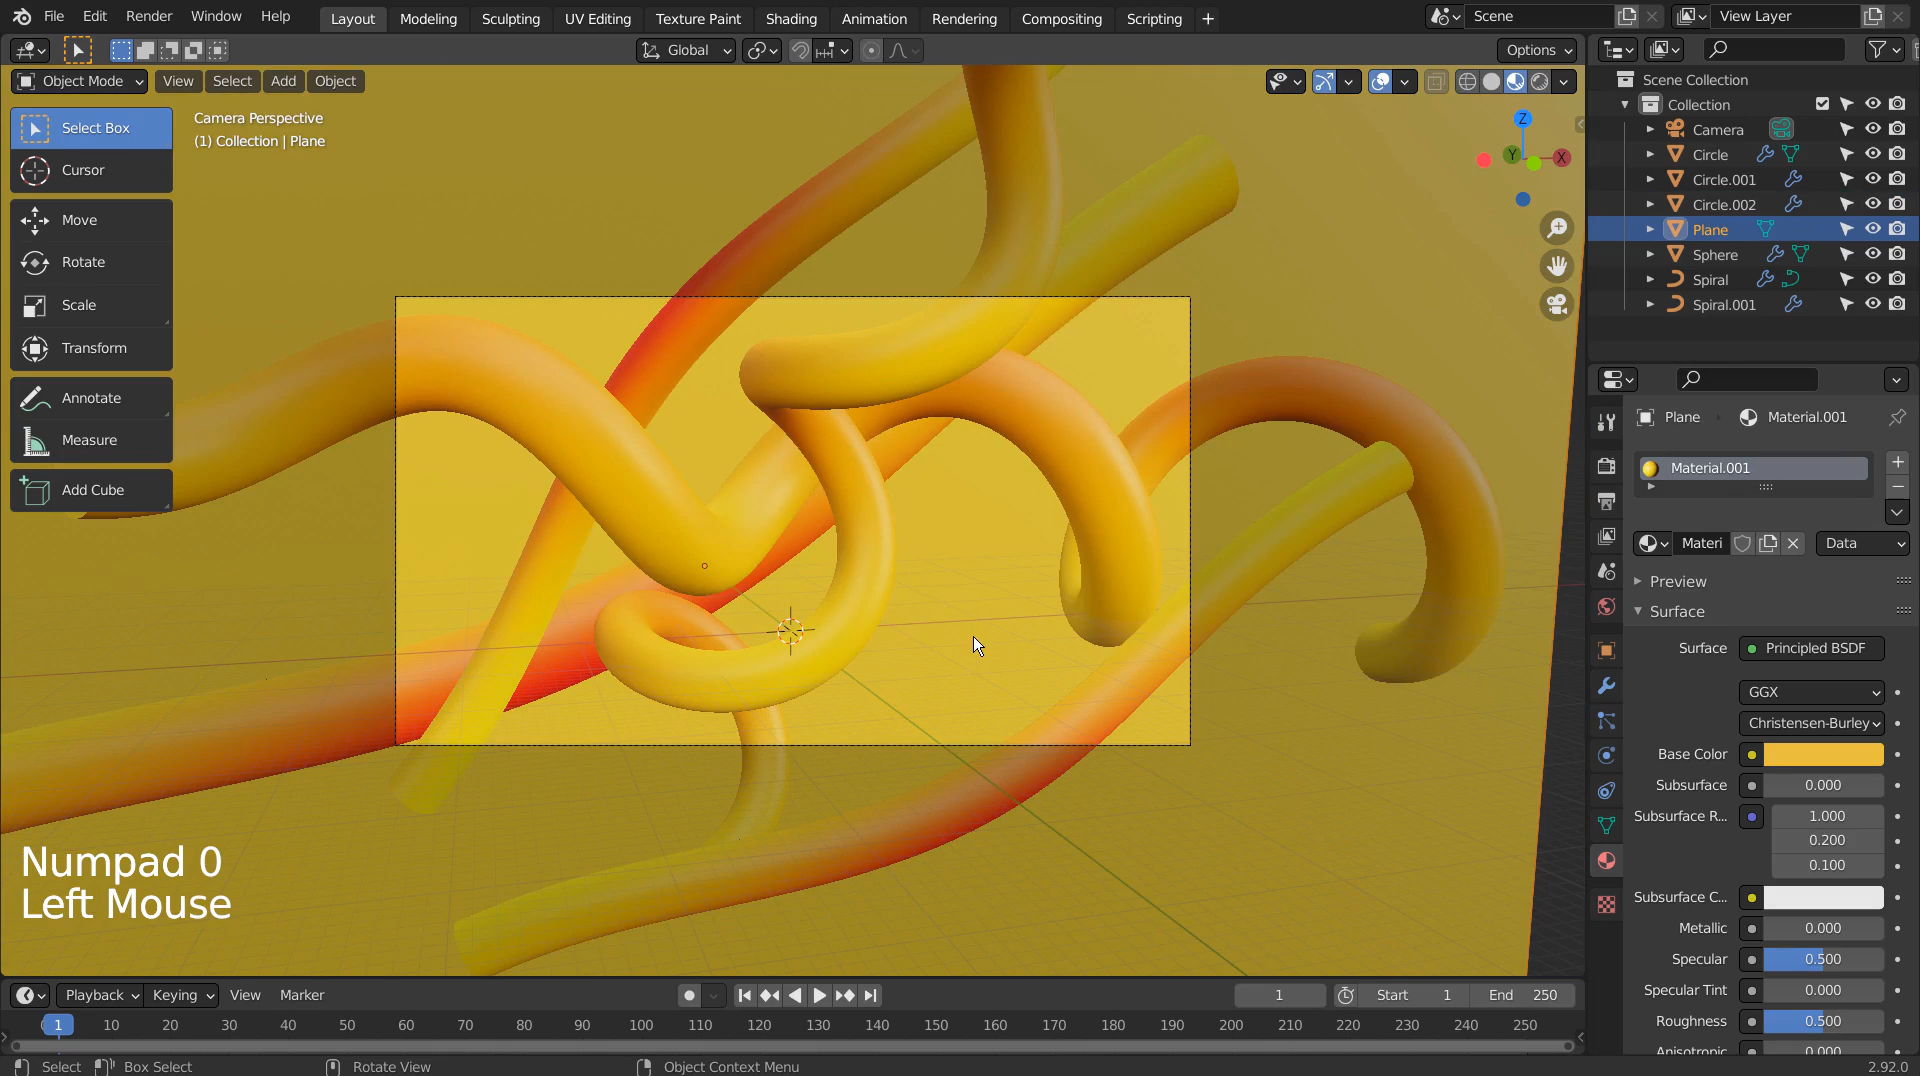 File Edit Render Window Help
Layout Modeling Sculpting UV Editing Texture Paint Shading Animation Rendering Compositing Scripting +
Scene
View Layer
Global
Options
Object Mode View Select Add Object
Select Box
Cursor
Move
Rotate
Scale
Transform
Annotate
Measure
Add Cube
Camera Perspective
(1) Collection | Plane
Z
Y
X
Numpad 0
Left Mouse
Scene Collection
Collection
Camera
Circle
Circle.001
Circle.002
Plane
Sphere
Spiral
Spiral.001
Plane Material.001
Material.001
Materi Data
Preview
Surface
Surface Principled BSDF
GGX
Christensen-Burley
Base Color
Subsurface 0.000
Subsurface R... 1.000
0.200
0.100
Subsurface C...
Metallic 0.000
Specular 0.500
Specular Tint 0.000
Roughness 0.500
Anisotropic 0.000
Playback Keying View Marker
1 Start 1 End 250
1 10 20 30 40 50 60 70 80 90 100 110 120 130 140 150 160 170 180 190 200 210 220 230 240 250
Select Box Select Rotate View Object Context Menu 2.92.0